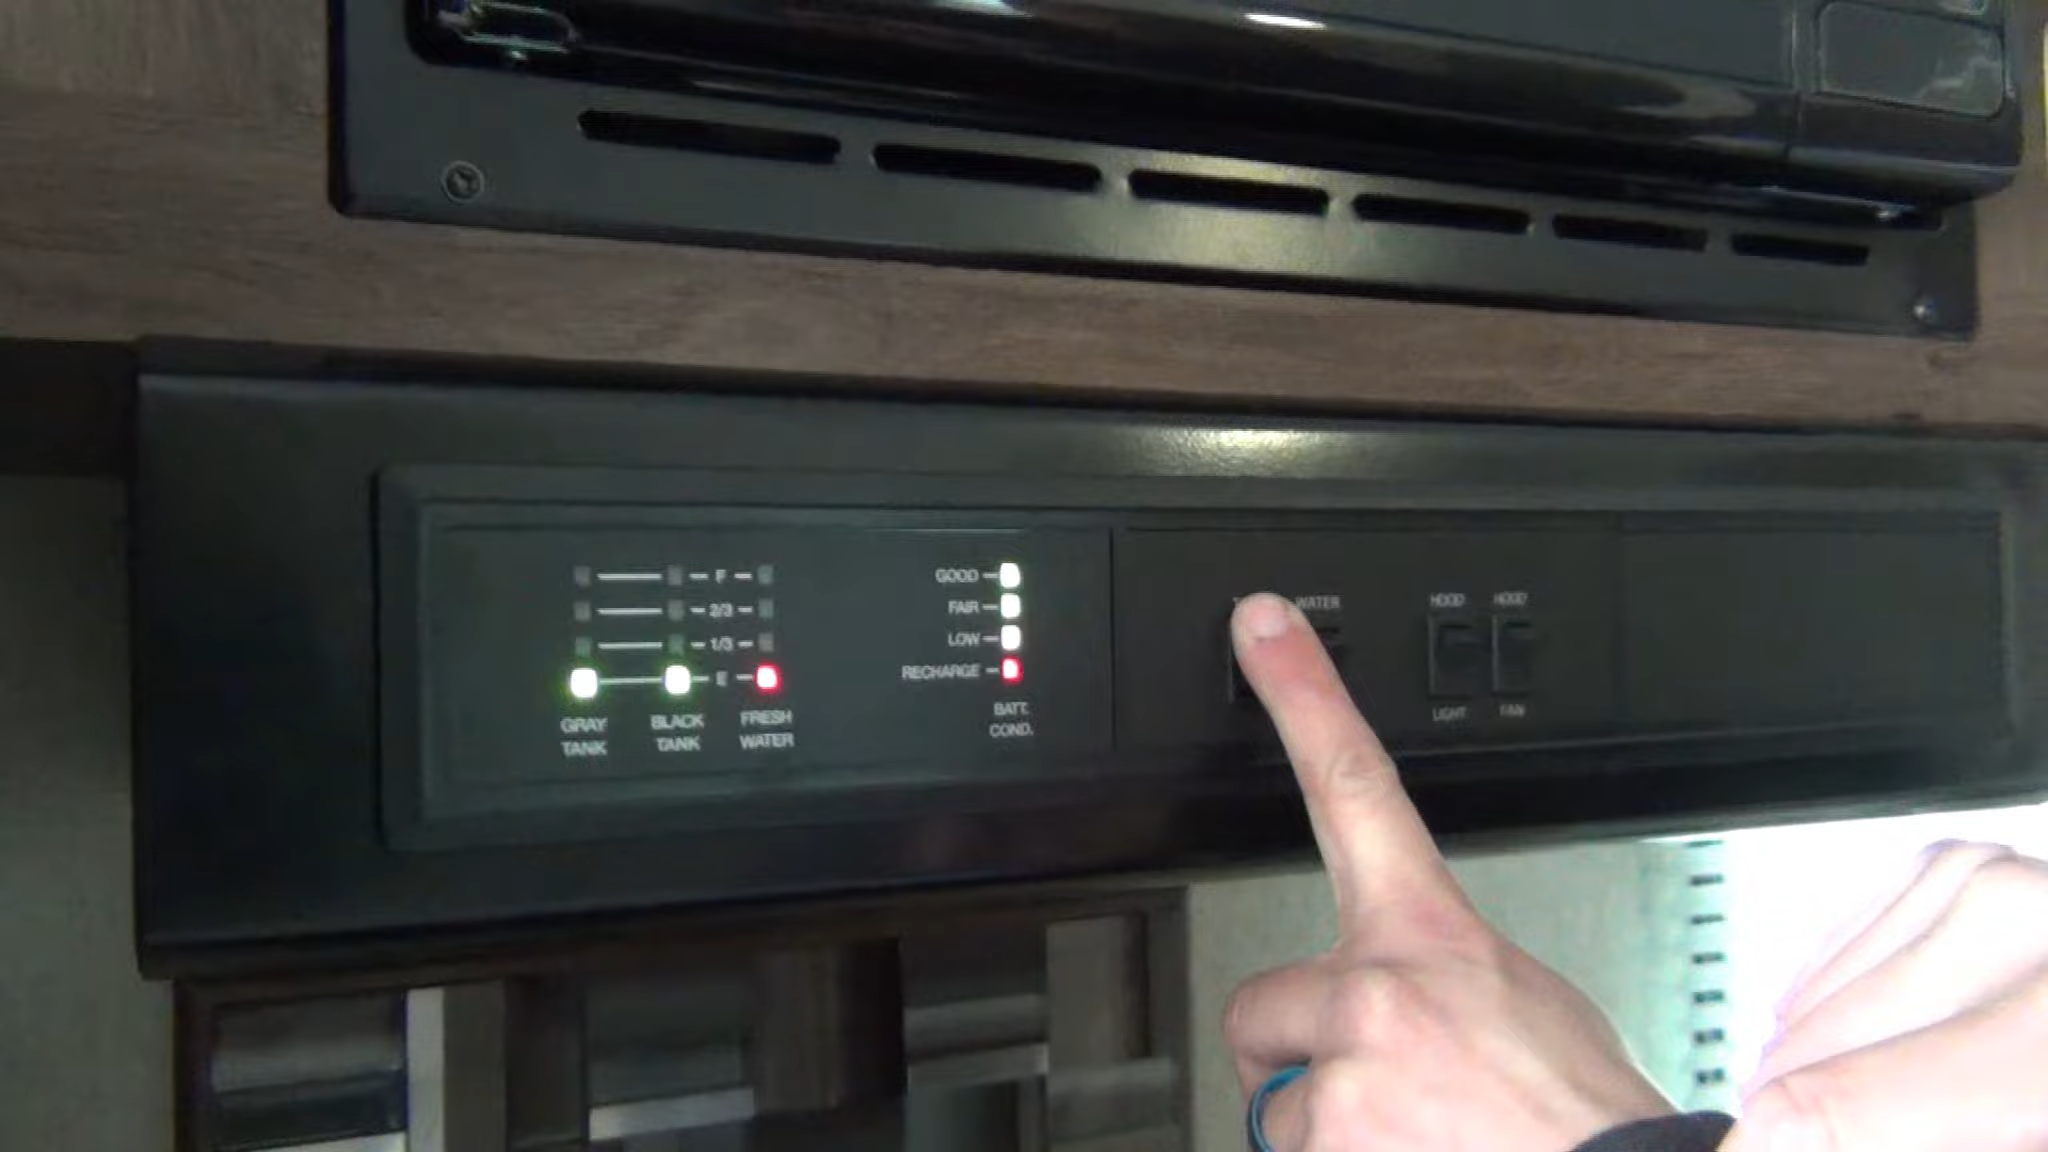 F
2/3
1/3
E
GRAY
TANK
BLACK
TANK
FRESH
WATER
GOOD
FAIR
LOW
RECHARGE
BATT.
COND.
WATER
HOOD
LIGHT
HOOD
FAN